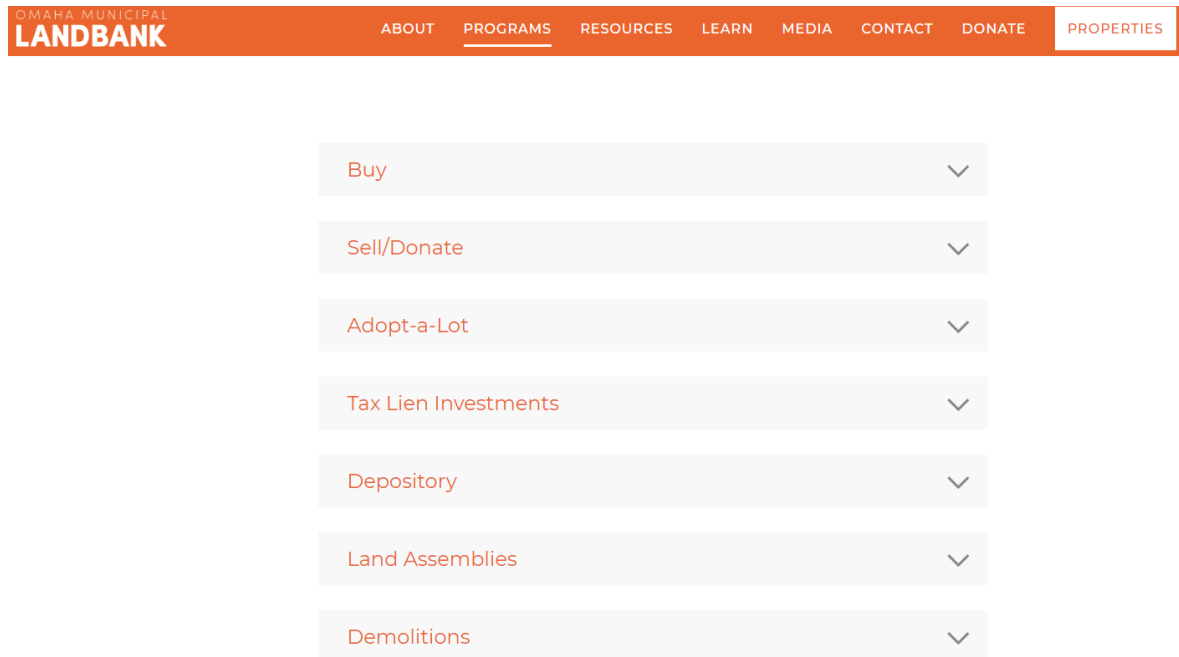 OMAHA MUNICIPAL
LANDBANK
ABOUT PROGRAMS RESOURCES LEARN MEDIA CONTACT DONATE PROPERTIES
Buy
Sell/Donate
Adopt-a-Lot
Tax Lien Investments
Depository
Land Assemblies
Demolitions